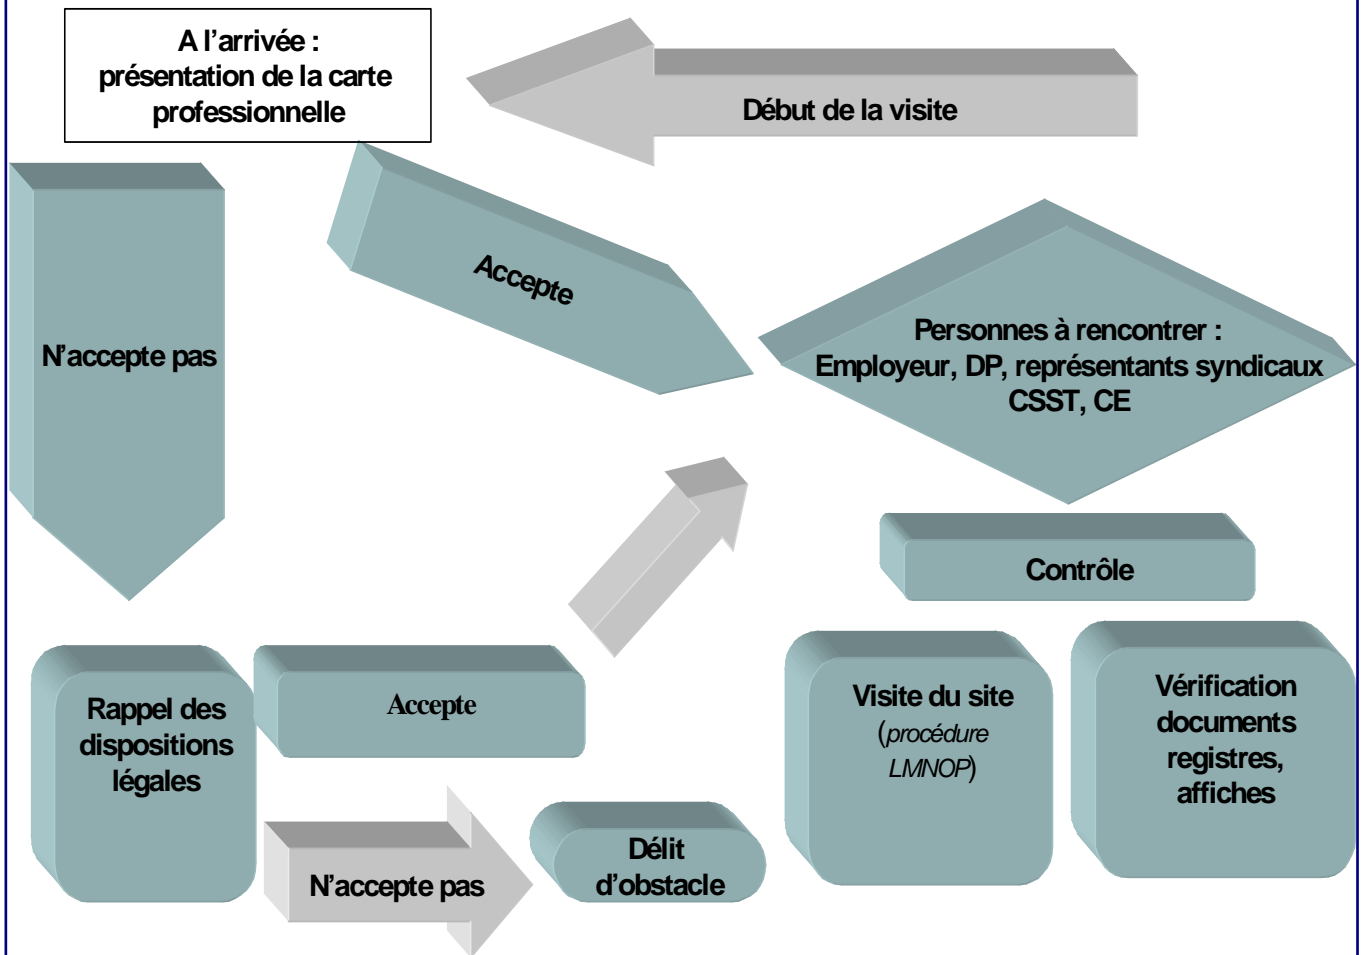 A l’arrivée :
présentation de la carte
professionnelle
Début de la visite
Accepte
N’accepte pas
Personnes à rencontrer :
Employeur, DP, représentants syndicaux
CSST, CE
Contrôle
Rappel des
dispositions
légales
Accepte
Visite du site
(procédure
LMNOP)
Vérification
documents
registres,
affiches
N’accepte pas
Délit
d’obstacle